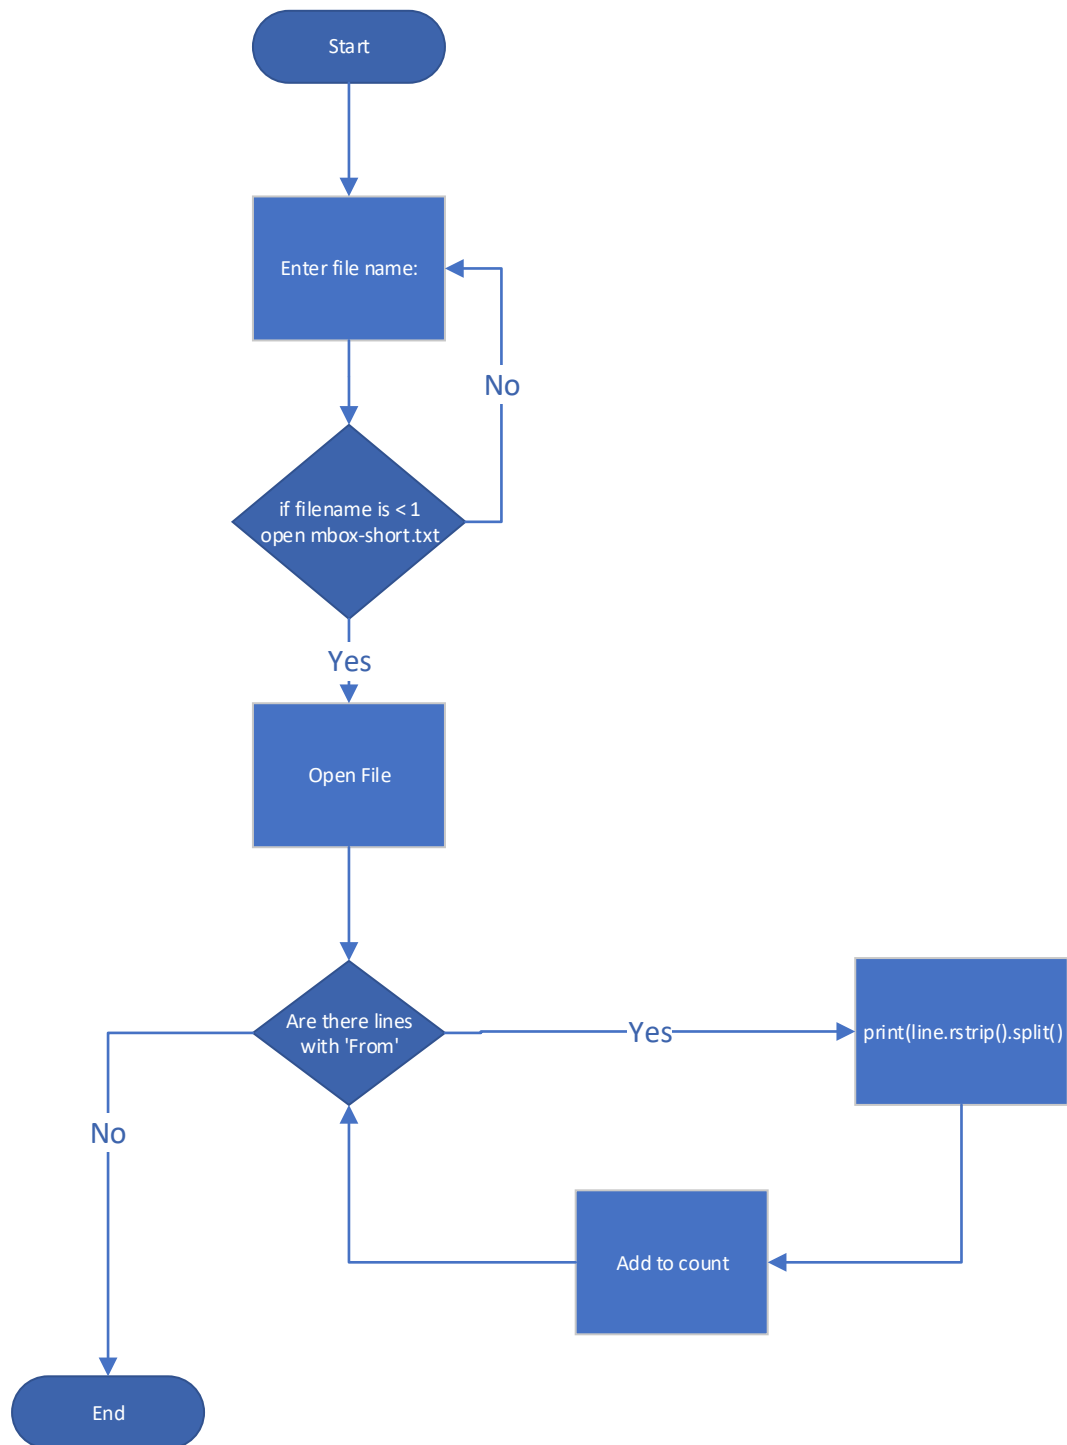 Start
Enter file name:
No
if filename is < 1
open mbox-short.txt
Yes
Open File
Are there lines
with 'From'
Yes
print(line.rstrip().split()
No
Add to count
End